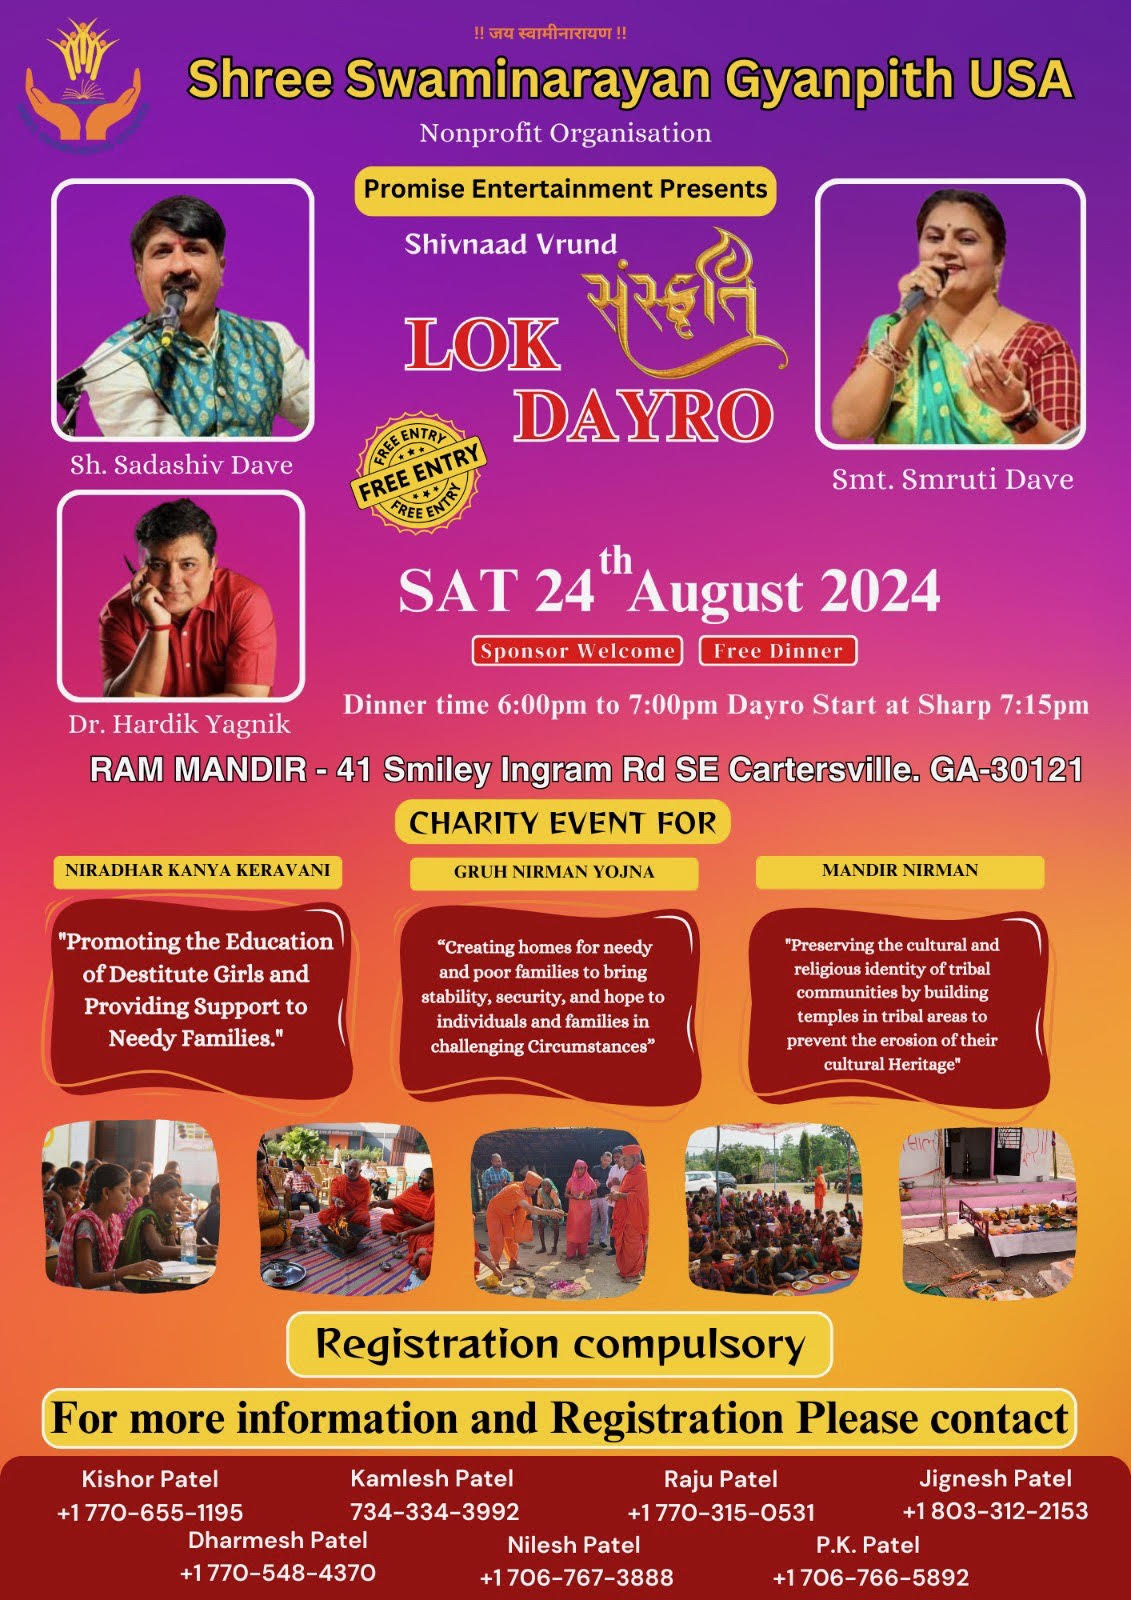 !! जय स्वामीनारायण !!
Shree Swaminarayan Gyanpith USA
Nonprofit Organisation
Promise Entertainment Presents
Shivnaad Vrund
संस्कृति
LOK
DAYRO
FREE ENTRY
FREE ENTRY
FREE ENTRY
Sh. Sadashiv Dave
Smt. Smruti Dave
Dr. Hardik Yagnik
SAT 24th August 2024
Sponsor Welcome
Free Dinner
Dinner time 6:00pm to 7:00pm Dayro Start at Sharp 7:15pm
RAM MANDIR - 41 Smiley Ingram Rd SE Cartersville. GA-30121
CHARITY EVENT FOR
NIRADHAR KANYA KERAVANI
"Promoting the Education
of Destitute Girls and
Providing Support to
Needy Families."
GRUH NIRMAN YOJNA
“Creating homes for needy
and poor families to bring
stability, security, and hope to
individuals and families in
challenging Circumstances”
MANDIR NIRMAN
"Preserving the cultural and
religious identity of tribal
communities by building
temples in tribal areas to
prevent the erosion of their
cultural Heritage"
Registration compulsory
For more information and Registration Please contact
Kishor Patel
+1 770-655-1195
Kamlesh Patel
734-334-3992
Raju Patel
+1 770-315-0531
Jignesh Patel
+1 803-312-2153
Dharmesh Patel
+1 770-548-4370
Nilesh Patel
+1 706-767-3888
P.K. Patel
+1 706-766-5892